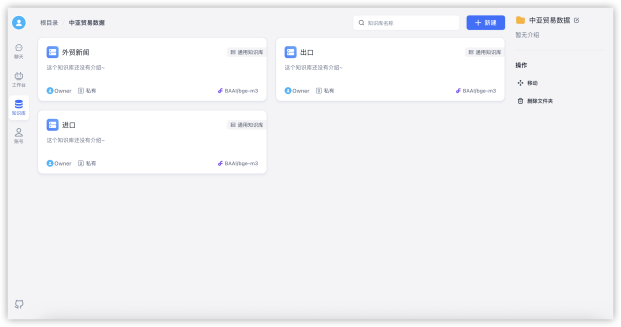 根目录 中亚贸易数据
知识库名称
新建
中亚贸易数据
暂无介绍
聊天
工作台
知识库
账号
外贸新闻 通用知识库
这个知识库还没有介绍~
Owner 私有 BAAI/bge-m3
出口 通用知识库
这个知识库还没有介绍~
Owner 私有 BAAI/bge-m3
进口 通用知识库
这个知识库还没有介绍~
Owner 私有 BAAI/bge-m3
操作
移动
删除文件夹